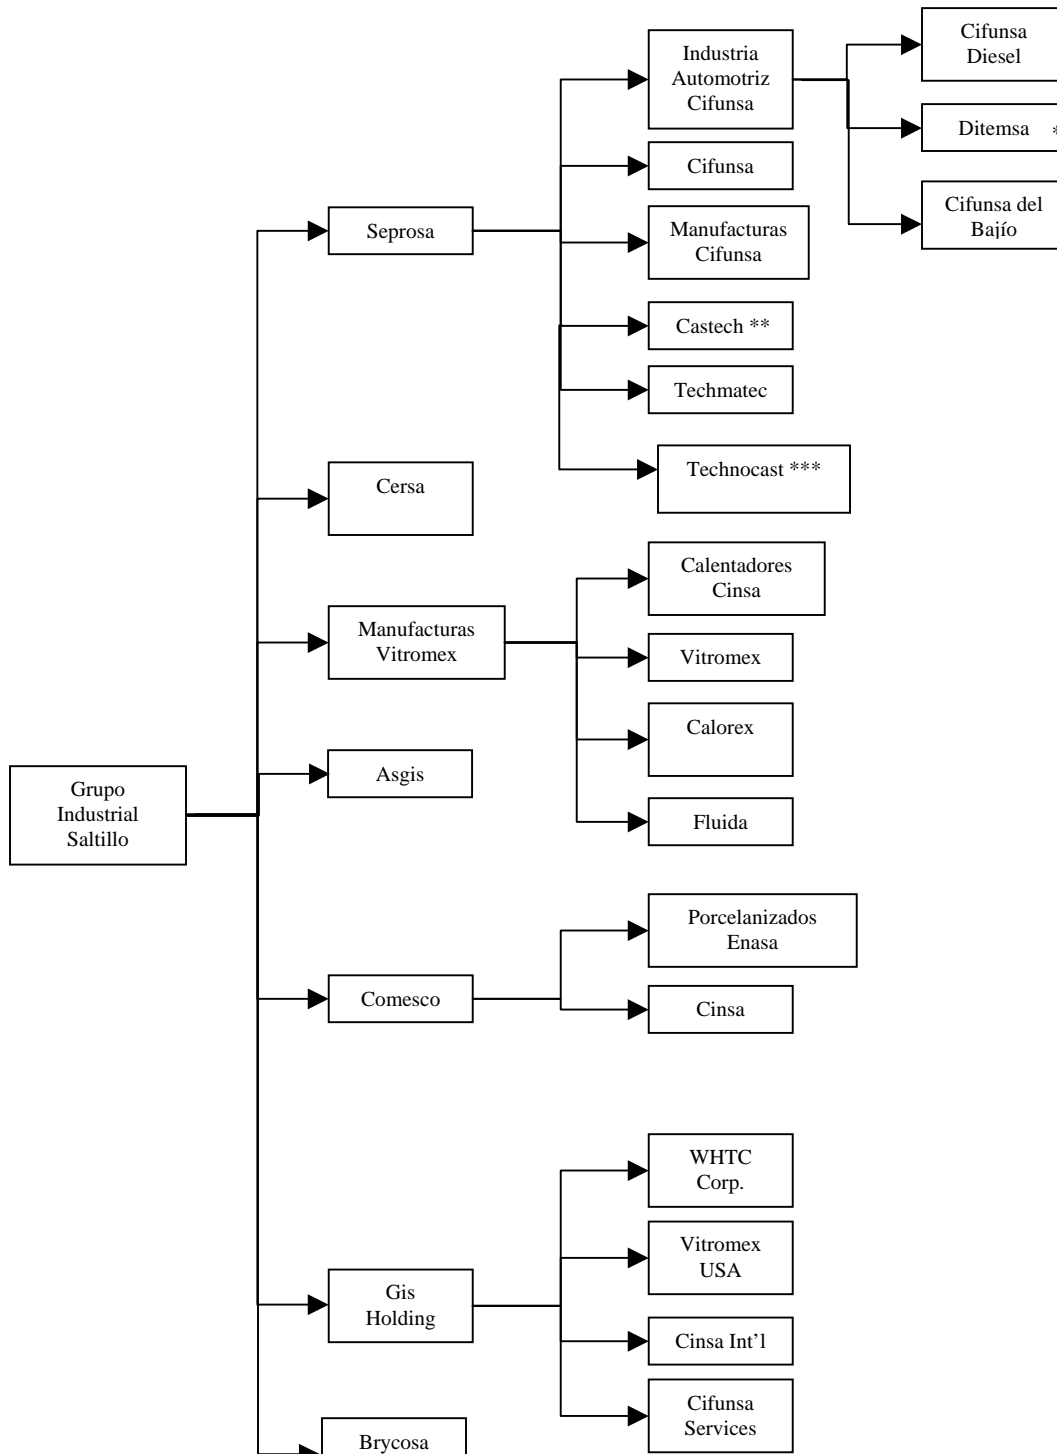 Cifunsa
Diesel
Industria
Automotriz
Cifunsa
Ditemsa *
Cifunsa
Cifunsa del
Bajío
Seprosa
Manufacturas
Cifunsa
Castech **
Techmatec
Technocast ***
Cersa
Calentadores
Cinsa
Manufacturas
Vitromex
Vitromex
Calorex
Asgis
Grupo
Industrial
Saltillo
Fluida
Porcelanizados
Enasa
Comesco
Cinsa
WHTC
Corp.
Vitromex
USA
Gis
Holding
Cinsa Int’l
Cifunsa
Services
Brycosa